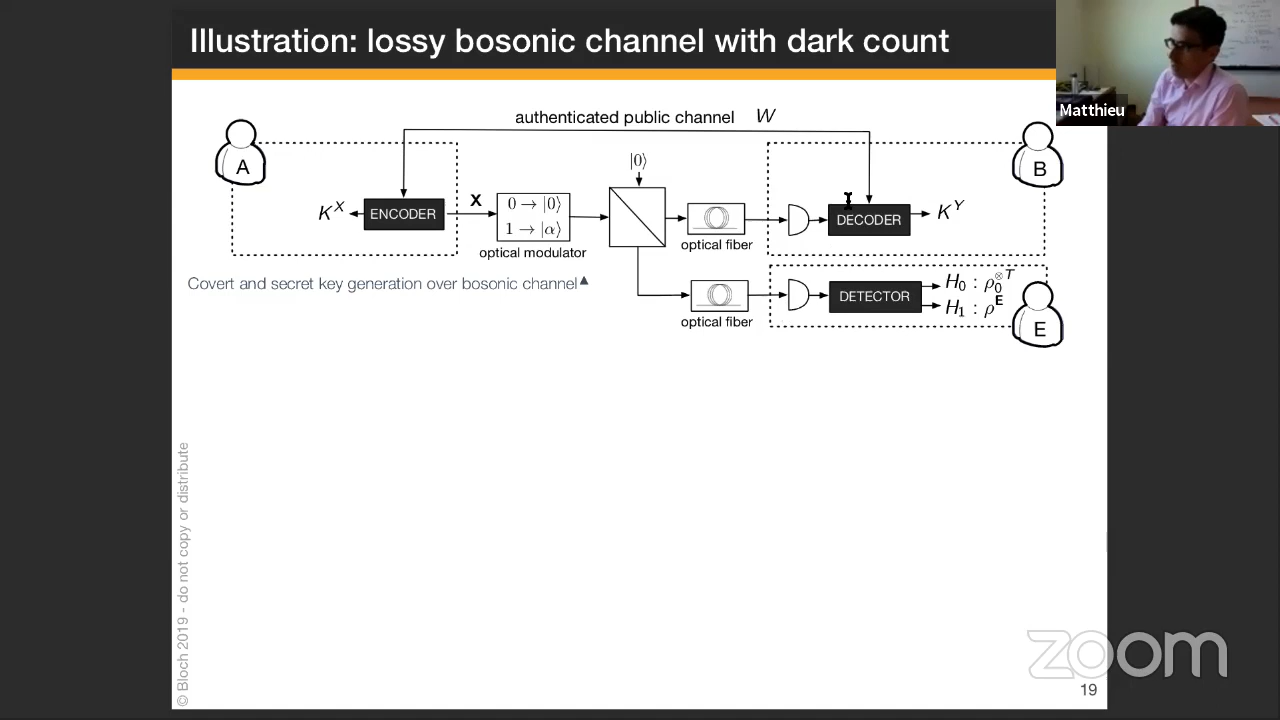 Illustration: lossy bosonic channel with dark count
Matthieu
authenticated public channel W
A
B
|0⟩
K^X
ENCODER
X
0 → |0⟩
1 → |α⟩
optical modulator
optical fiber
DECODER
K^Y
Covert and secret key generation over bosonic channel▲
optical fiber
DETECTOR
H₀ : ρ₀^⊗T
H₁ : ρ^E
E
© Bloch 2019 - do not copy or distribute
zoom
19